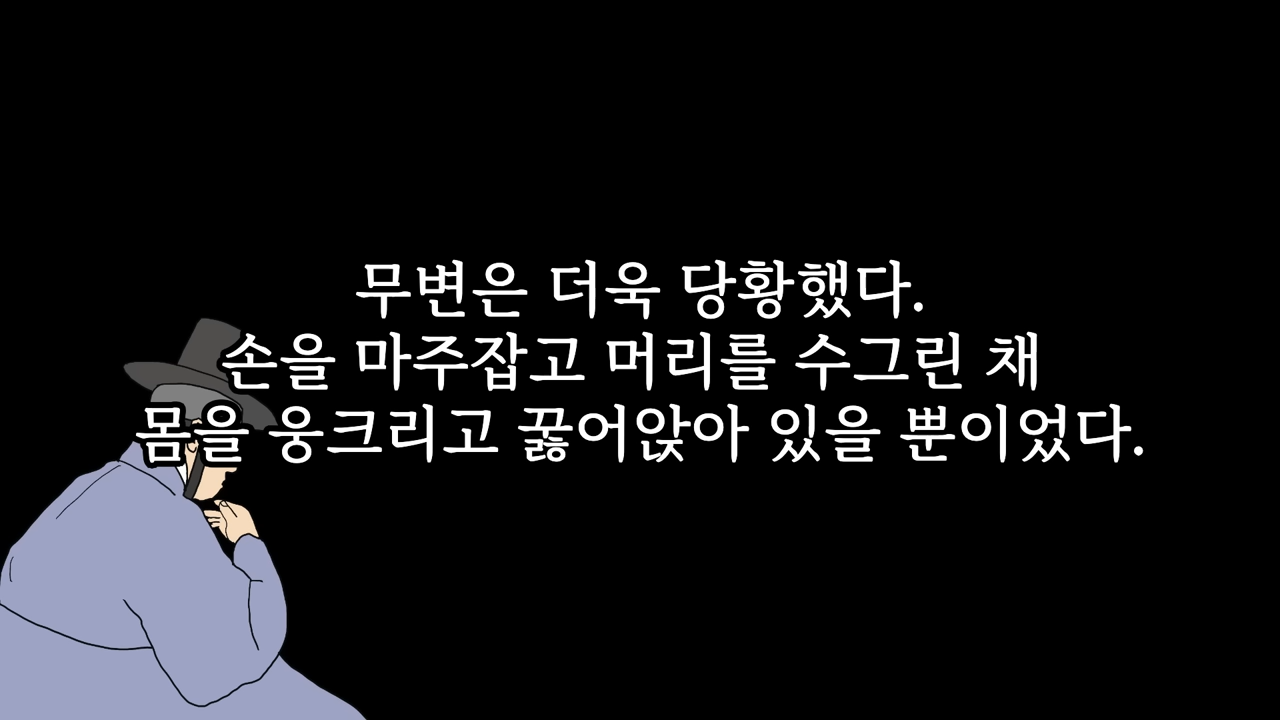 무변은 더욱 당황했다.
손을 마주잡고 머리를 수그린 채
몸을 웅크리고 꿇어앉아 있을 뿐이었다.